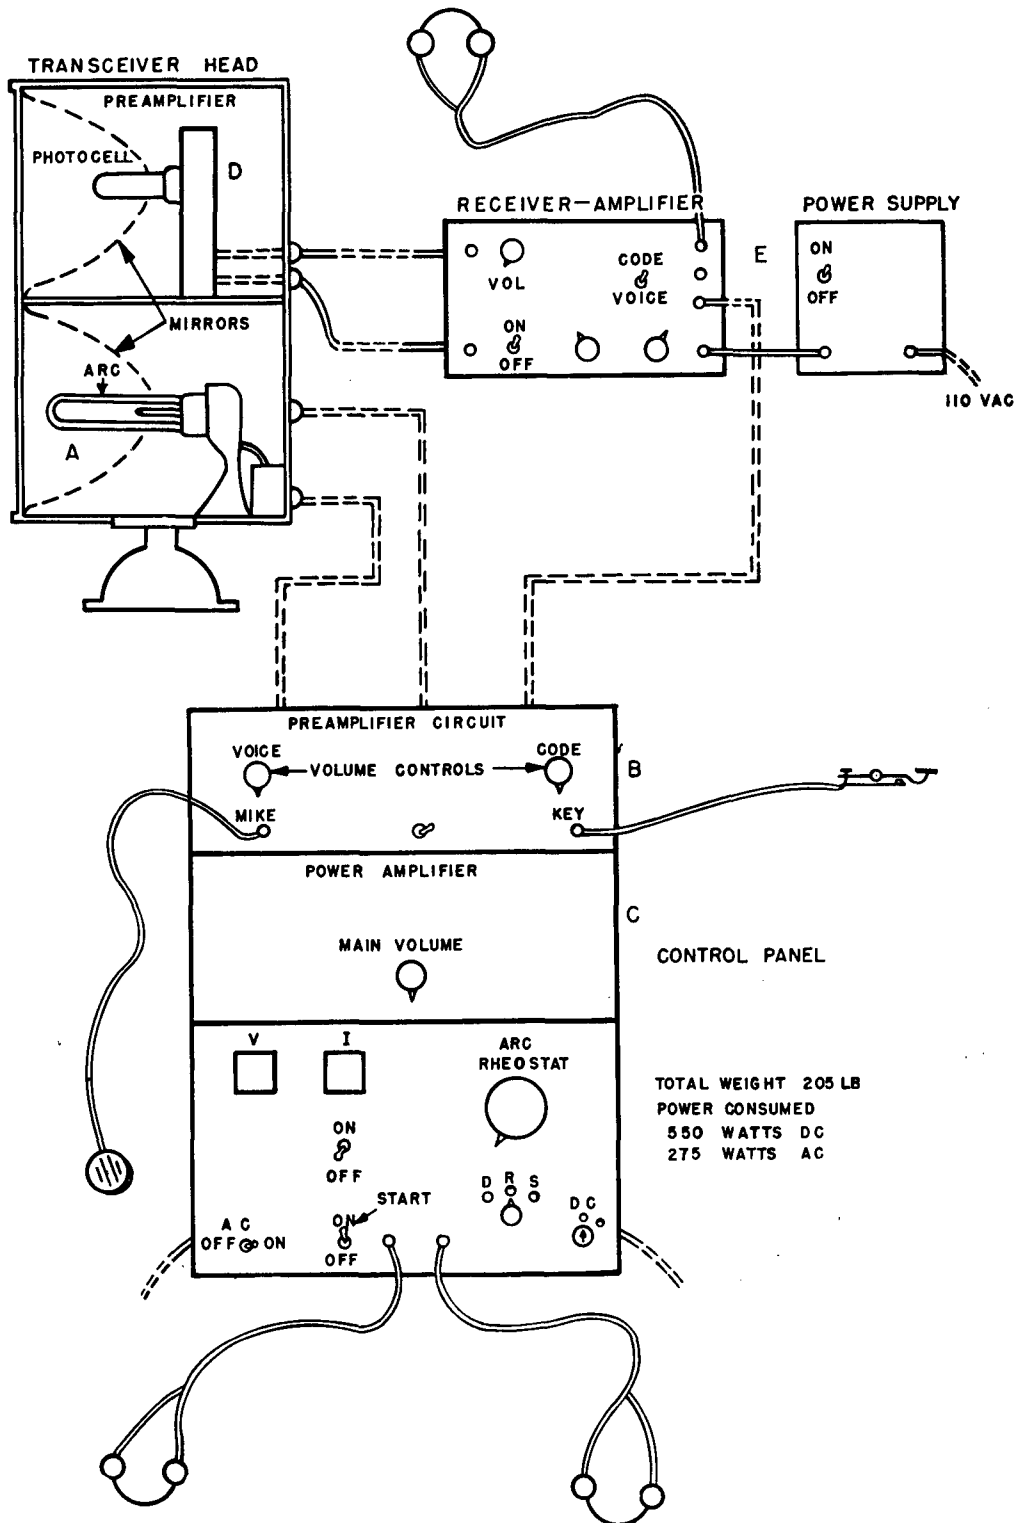 TRANSCEIVER HEAD
PREAMPLIFIER
PHOTOCELL
D
MIRRORS
ARC
A
RECEIVER-AMPLIFIER
VOL
CODE
VOICE
ON
OFF
E
POWER SUPPLY
ON
OFF
110 VAC
PREAMPLIFIER CIRCUIT
VOICE
VOLUME CONTROLS
CODE
B
MIKE
KEY
POWER AMPLIFIER
C
MAIN VOLUME
CONTROL PANEL
V
I
ARC
RHEOSTAT
ON
OFF
D R S
START
AC
OFF ON
ON
OFF
DC
TOTAL WEIGHT 205 LB
POWER CONSUMED
550 WATTS DC
275 WATTS AC